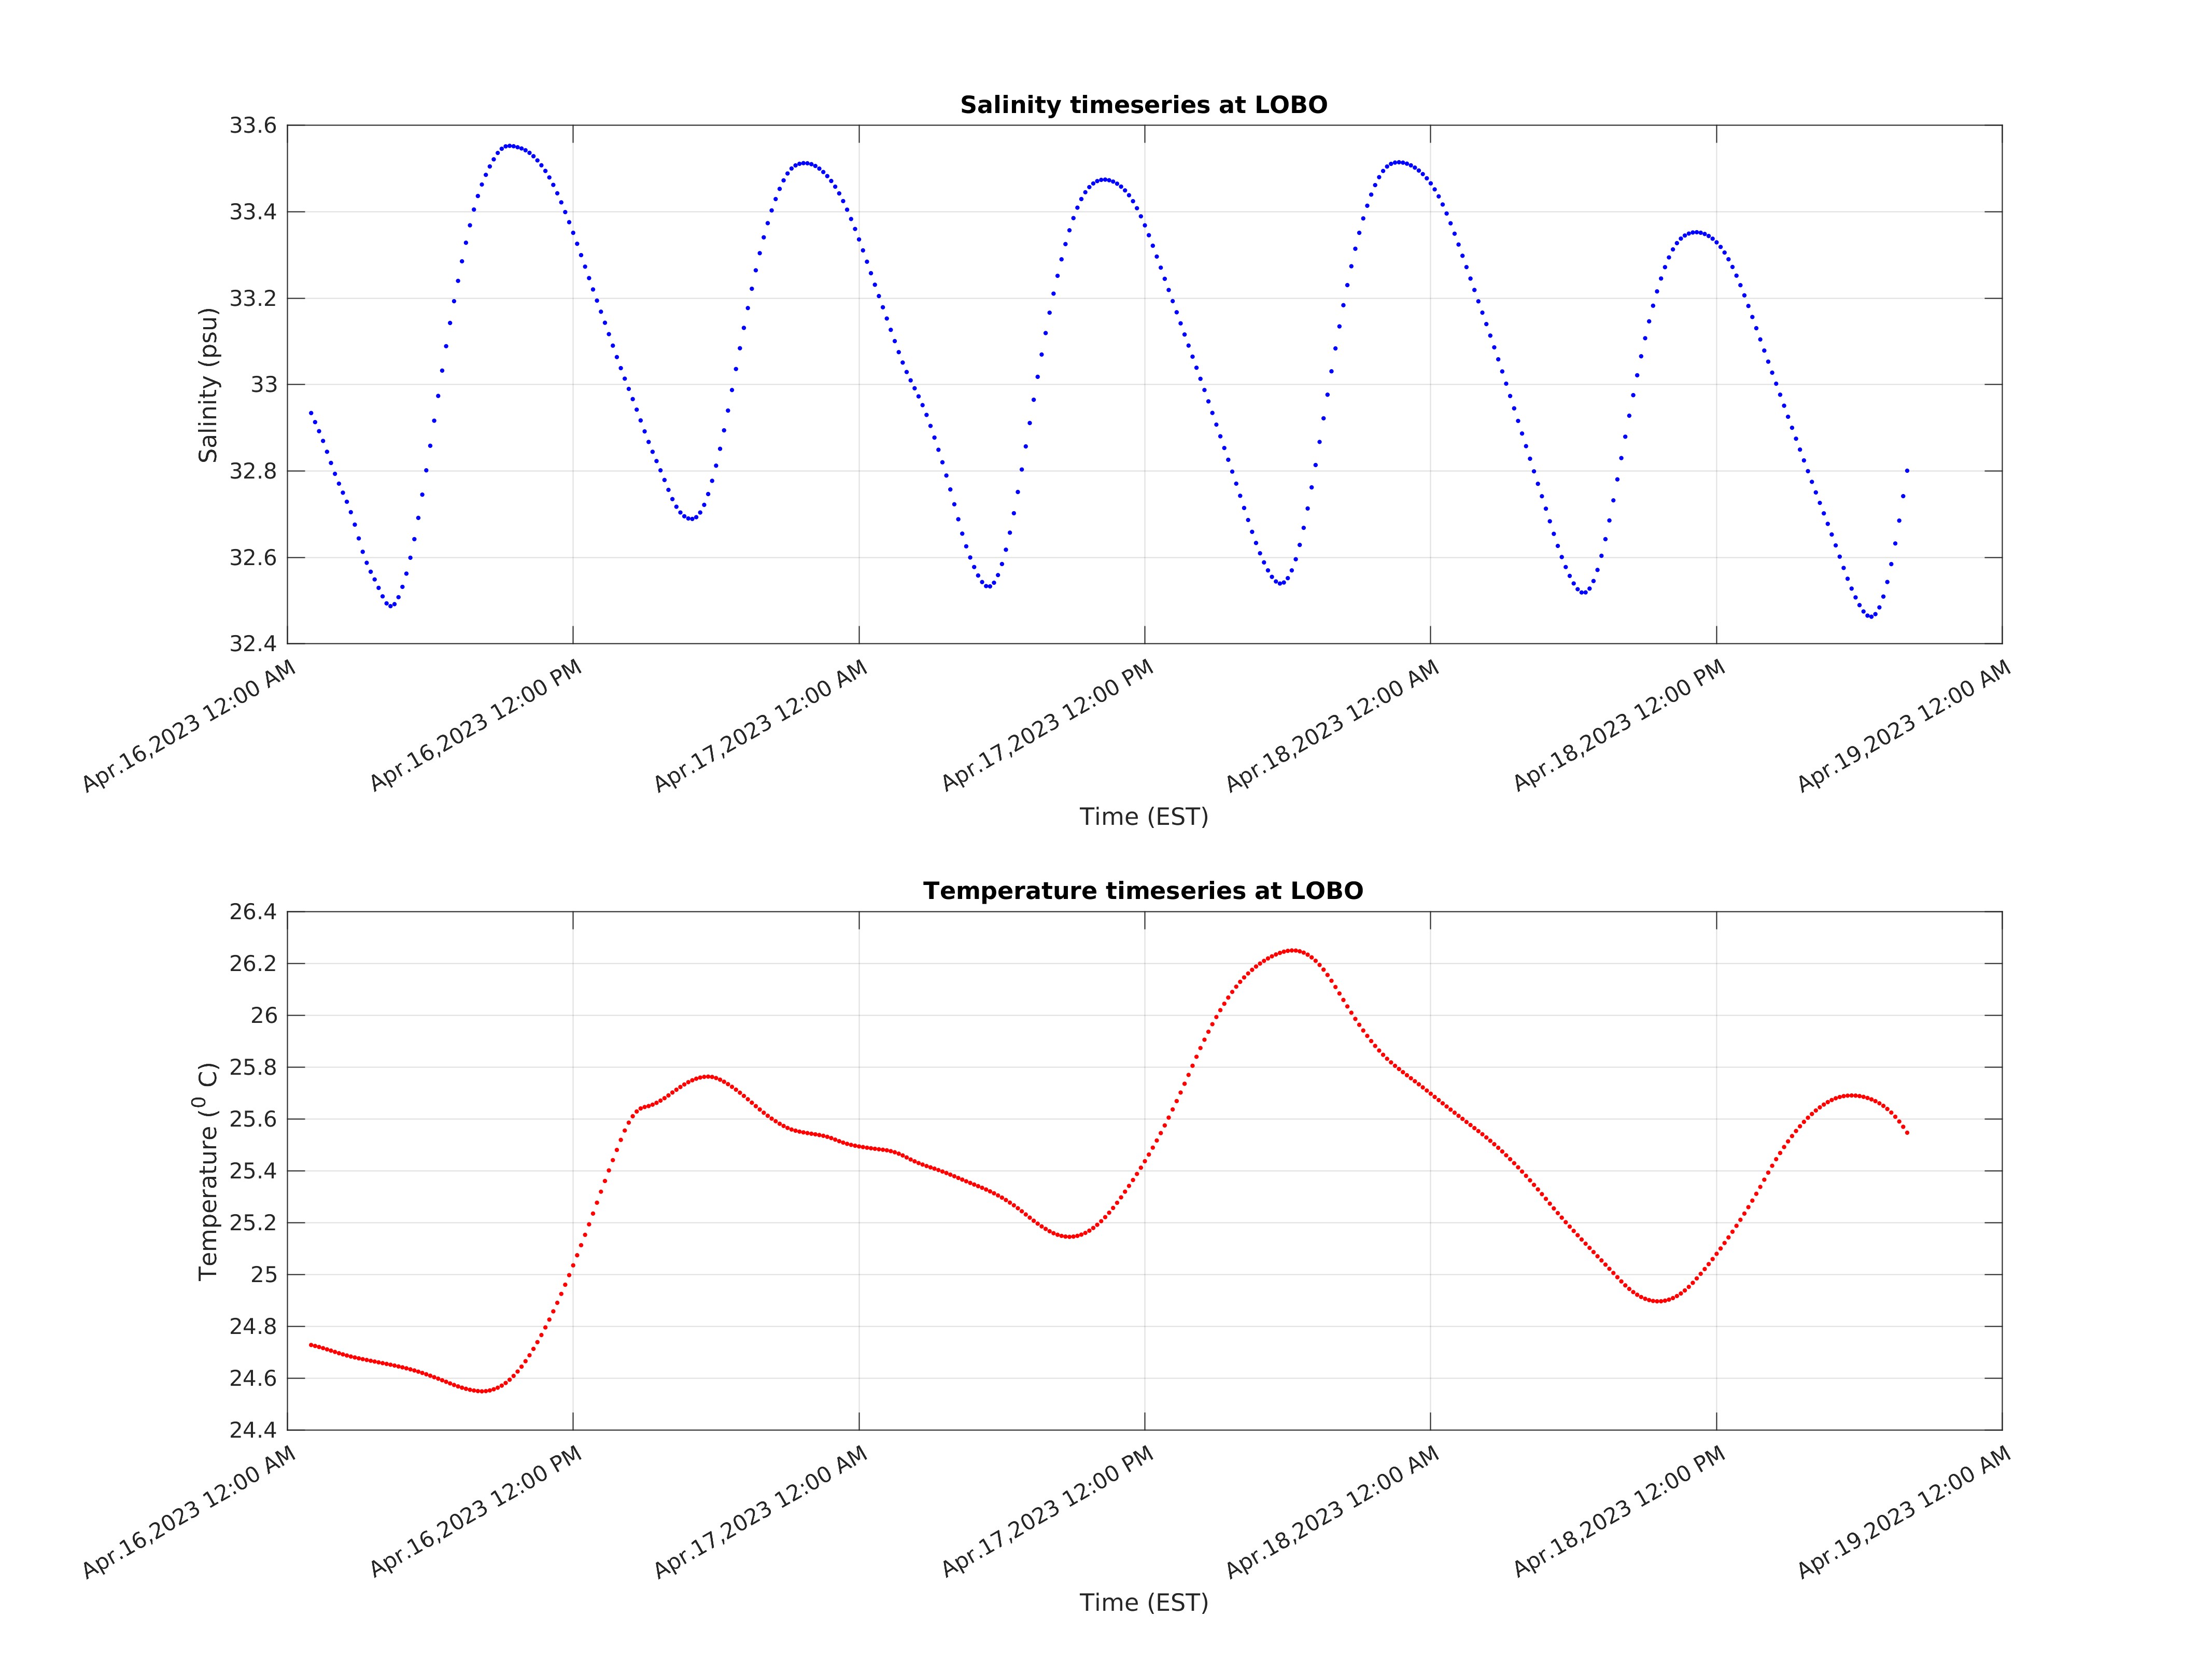 Salinity timeseries at LOBO
Salinity (psu)
33.6
33.4
33.2
33
32.8
32.6
32.4
Apr.16,2023 12:00 AM
Apr.16,2023 12:00 PM
Apr.17,2023 12:00 AM
Apr.17,2023 12:00 PM
Apr.18,2023 12:00 AM
Apr.18,2023 12:00 PM
Apr.19,2023 12:00 AM
Time (EST)
Temperature timeseries at LOBO
Temperature (⁰ C)
26.4
26.2
26
25.8
25.6
25.4
25.2
25
24.8
24.6
24.4
Apr.16,2023 12:00 AM
Apr.16,2023 12:00 PM
Apr.17,2023 12:00 AM
Apr.17,2023 12:00 PM
Apr.18,2023 12:00 AM
Apr.18,2023 12:00 PM
Apr.19,2023 12:00 AM
Time (EST)